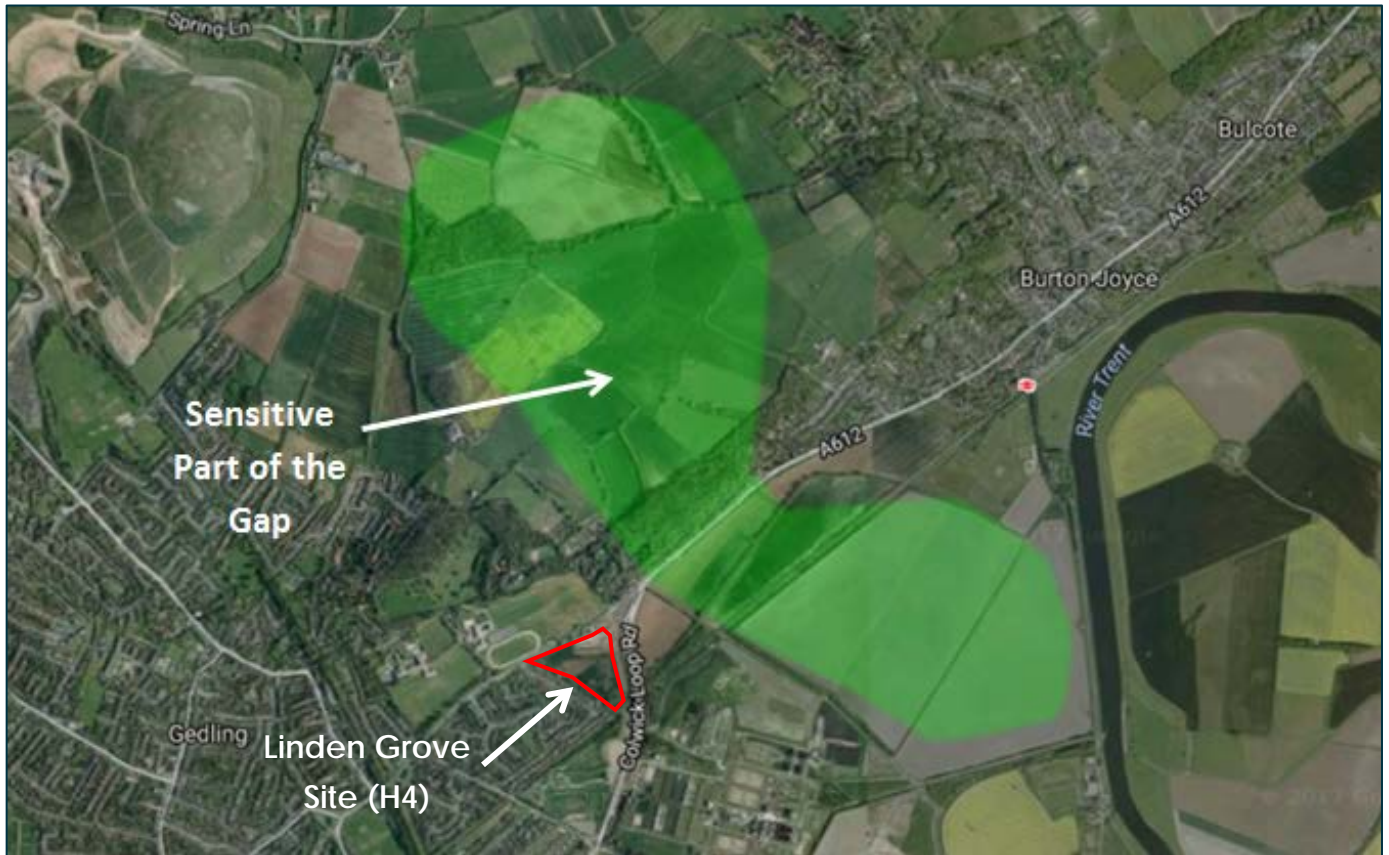 Spring Ln
Bulcote
A612
Burton Joyce
River Trent
Sensitive
Part of the
Gap
A612
Colwick Loop Rd
Gedling
Linden Grove
Site (H4)